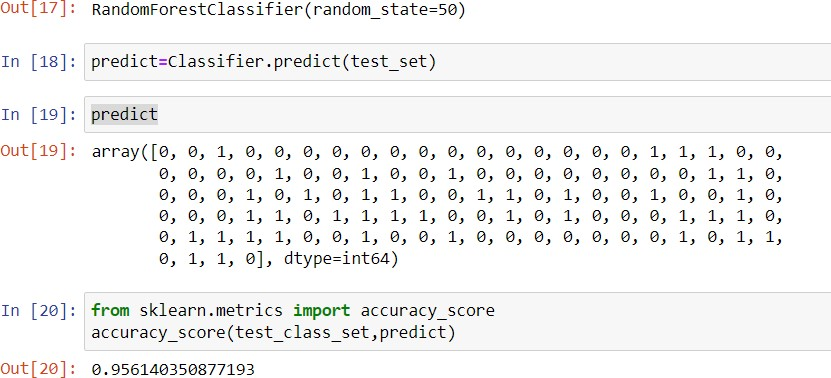 Out[17]: RandomForestClassifier(random_state=50)
In [18]: predict=Classifier.predict(test_set)
In [19]: predict
Out[19]: array([0, 0, 1, 0, 0, 0, 0, 0, 0, 0, 0, 0, 0, 0, 0, 0, 0, 1, 1, 1, 0, 0,
0, 0, 0, 0, 1, 0, 0, 1, 0, 0, 1, 0, 0, 0, 0, 0, 0, 0, 0, 1, 1, 0,
0, 0, 0, 1, 0, 1, 0, 1, 1, 0, 0, 1, 1, 0, 1, 0, 0, 1, 0, 0, 1, 0,
0, 0, 0, 1, 1, 0, 1, 1, 1, 1, 0, 0, 1, 0, 1, 0, 0, 0, 1, 1, 1, 0,
0, 1, 1, 1, 1, 0, 0, 1, 0, 0, 1, 0, 0, 0, 0, 0, 0, 0, 1, 0, 1, 1,
0, 1, 1, 0], dtype=int64)
In [20]: from sklearn.metrics import accuracy_score
accuracy_score(test_class_set,predict)
Out[20]: 0.956140350877193